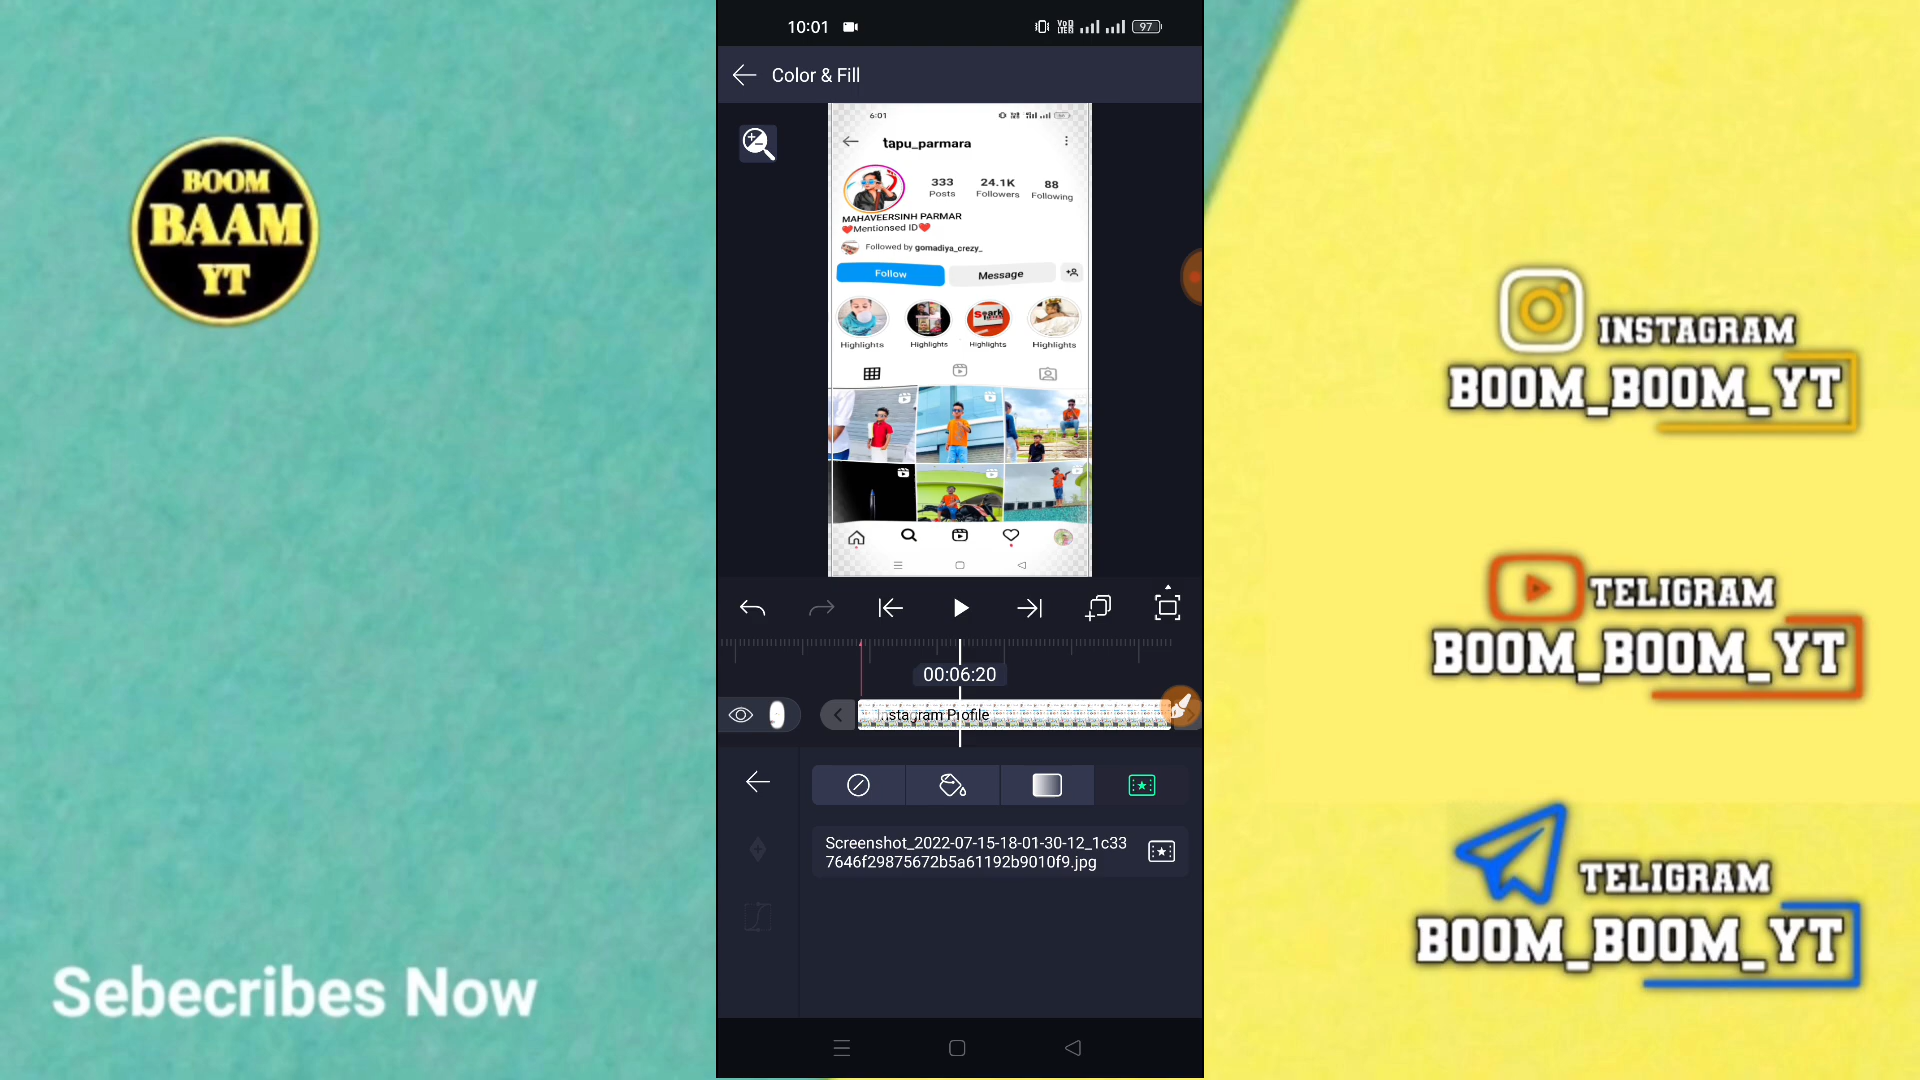 BOOM
BAAM
YT
Sebecribes Now
10:01
97
Color & Fill
6:01
tapu_parmara
333
Posts
24.1K
Followers
88
Following
MAHAVEERSINH PARMAR
❤️Mentionsed ID❤️
Followed by gomadiya_crezy_
Follow
Message
Highlights
Highlights
Highlights
Highlights
00:06:20
Instagram Profile
Screenshot_2022-07-15-18-01-30-12_1c33
7646f29875672b5a61192b9010f9.jpg
INSTAGRAM
BOOM_BOOM_YT
TELIGRAM
BOOM_BOOM_YT
TELIGRAM
BOOM_BOOM_YT